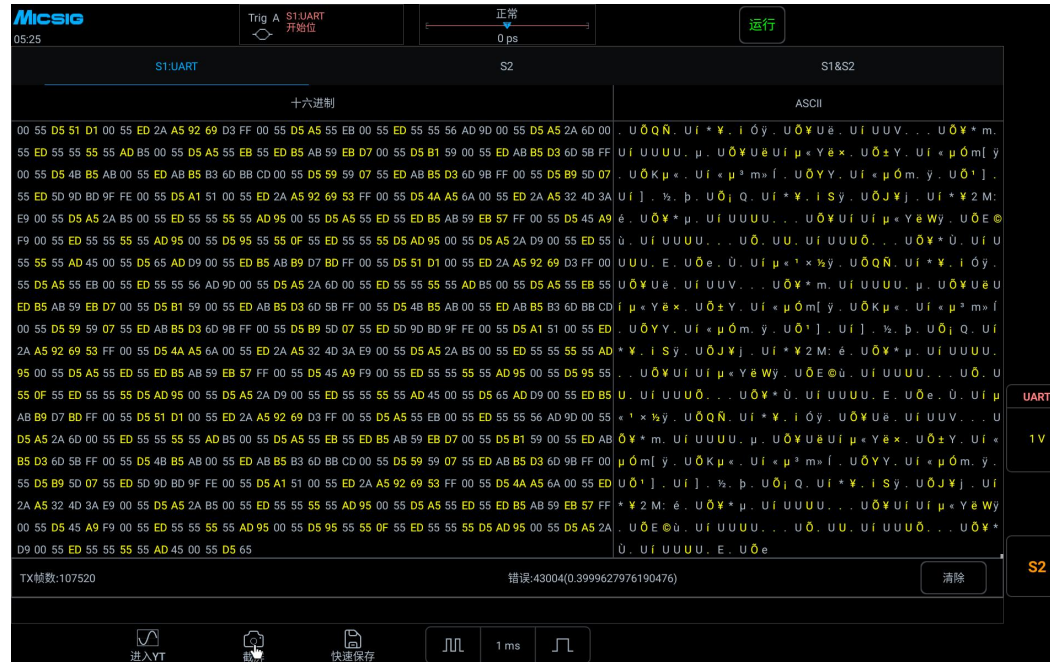 MICSIG
05:25
Trig A S1:UART
开始位
正常
0 ps
运行
S1:UART S2 S1&S2
十六进制 ASCII
00 55 D5 51 D1 00 55 ED 2A A5 92 69 D3 FF 00 55 D5 A5 55 EB 00 55 ED 55 55 56 AD 9D 00 55 D5 A5 2A 6D 00 . U Õ Q Ñ . U í * ¥ . i Ó ÿ . U Õ ¥ U ë . U í U U V . . . U Õ ¥ * m .
55 ED 55 55 55 55 AD B5 00 55 D5 A5 55 EB 55 ED B5 AB 59 EB D7 00 55 D5 B1 59 00 55 ED AB B5 D3 6D 5B FF U í U U U U . µ . U Õ ¥ U ë U í µ « Y ë × . U Õ ± Y . U í « µ Ó m [ ÿ
00 55 D5 4B B5 AB 00 55 ED AB B5 B3 6D BB CD 00 55 D5 59 59 07 55 ED AB B5 D3 6D 9B FF 00 55 D5 B9 5D 07 . U Õ K µ « . U í « µ ³ m » Í . U Õ Y Y . U í « µ Ó m . ÿ . U Õ ¹ ] .
55 ED 5D 9D BD 9F FE 00 55 D5 A1 51 00 55 ED 2A A5 92 69 53 FF 00 55 D5 4A A5 6A 00 55 ED 2A A5 32 4D 3A U í ] . ½ . þ . U Õ ¡ Q . U í * ¥ . i S ÿ . U Õ J ¥ j . U í * ¥ 2 M :
E9 00 55 D5 A5 2A B5 00 55 ED 55 55 55 55 AD 95 00 55 D5 A5 55 ED 55 ED B5 AB 59 EB 57 FF 00 55 D5 45 A9 é . U Õ ¥ * µ . U í U U U U . . . U Õ ¥ U í U í µ « Y ë W ÿ . U Õ E ©
F9 00 55 ED 55 55 55 55 AD 95 00 55 D5 95 55 55 0F 55 ED 55 55 55 D5 AD 95 00 55 D5 A5 2A D9 00 55 ED 55 ù . U í U U U U . . . U Õ . U U . U í U U U Õ . . . U Õ ¥ * Ù . U í U
55 55 55 AD 45 00 55 D5 65 AD D9 00 55 ED B5 AB B9 D7 BD FF 00 55 D5 51 D1 00 55 ED 2A A5 92 69 D3 FF 00 U U U . E . U Õ e . Ù . U í µ « ¹ × ½ ÿ . U Õ Q Ñ . U í * ¥ . i Ó ÿ .
55 D5 A5 55 EB 00 55 ED 55 55 56 AD 9D 00 55 D5 A5 2A 6D 00 55 ED 55 55 55 55 AD B5 00 55 D5 A5 55 EB 55 U Õ ¥ U ë . U í U U V . . . U Õ ¥ * m . U í U U U U . µ . U Õ ¥ U ë U
ED B5 AB 59 EB D7 00 55 D5 B1 59 00 55 ED AB B5 D3 6D 5B FF 00 55 D5 4B B5 AB 00 55 ED AB B5 B3 6D BB CD í µ « Y ë × . U Õ ± Y . U í « µ Ó m [ ÿ . U Õ K µ « . U í « µ ³ m » Í
00 55 D5 59 59 07 55 ED AB B5 D3 6D 9B FF 00 55 D5 B9 5D 07 55 ED 5D 9D BD 9F FE 00 55 D5 A1 51 00 55 ED . U Õ Y Y . U í « µ Ó m . ÿ . U Õ ¹ ] . U í ] . ½ . þ . U Õ ¡ Q . U í
2A A5 92 69 53 FF 00 55 D5 4A A5 6A 00 55 ED 2A A5 32 4D 3A E9 00 55 D5 A5 2A B5 00 55 ED 55 55 55 55 AD * ¥ . i S ÿ . U Õ J ¥ j . U í * ¥ 2 M : é . U Õ ¥ * µ . U í U U U U .
95 00 55 D5 A5 55 ED 55 ED B5 AB 59 EB 57 FF 00 55 D5 45 A9 F9 00 55 ED 55 55 55 55 AD 95 00 55 D5 95 55 . . U Õ ¥ U í U í µ « Y ë W ÿ . U Õ E © ù . U í U U U U . . . U Õ . U
55 0F 55 ED 55 55 55 D5 AD 95 00 55 D5 A5 2A D9 00 55 ED 55 55 55 55 AD 45 00 55 D5 65 AD D9 00 55 ED B5 U . U í U U U Õ . . . U Õ ¥ * Ù . U í U U U U . E . U Õ e . Ù . U í µ
AB B9 D7 BD FF 00 55 D5 51 D1 00 55 ED 2A A5 92 69 D3 FF 00 55 D5 A5 55 EB 00 55 ED 55 55 56 AD 9D 00 55 « ¹ × ½ ÿ . U Õ Q Ñ . U í * ¥ . i Ó ÿ . U Õ ¥ U ë . U í U U V . . . U
D5 A5 2A 6D 00 55 ED 55 55 55 55 AD B5 00 55 D5 A5 55 EB 55 ED B5 AB 59 EB D7 00 55 D5 B1 59 00 55 ED AB Õ ¥ * m . U í U U U U . µ . U Õ ¥ U ë U í µ « Y ë × . U Õ ± Y . U í «
B5 D3 6D 5B FF 00 55 D5 4B B5 AB 00 55 ED AB B5 B3 6D BB CD 00 55 D5 59 59 07 55 ED AB B5 D3 6D 9B FF 00 µ Ó m [ ÿ . U Õ K µ « . U í « µ ³ m » Í . U Õ Y Y . U í « µ Ó m . ÿ .
55 D5 B9 5D 07 55 ED 5D 9D BD 9F FE 00 55 D5 A1 51 00 55 ED 2A A5 92 69 53 FF 00 55 D5 4A A5 6A 00 55 ED U Õ ¹ ] . U í ] . ½ . þ . U Õ ¡ Q . U í * ¥ . i S ÿ . U Õ J ¥ j . U í
2A A5 32 4D 3A E9 00 55 D5 A5 2A B5 00 55 ED 55 55 55 55 AD 95 00 55 D5 A5 55 ED 55 ED B5 AB 59 EB 57 FF * ¥ 2 M : é . U Õ ¥ * µ . U í U U U U . . . U Õ ¥ U í U í µ « Y ë W ÿ
00 55 D5 45 A9 F9 00 55 ED 55 55 55 55 AD 95 00 55 D5 95 55 55 0F 55 ED 55 55 55 D5 AD 95 00 55 D5 A5 2A . U Õ E © ù . U í U U U U . . . U Õ . U U . U í U U U Õ . . . U Õ ¥ *
D9 00 55 ED 55 55 55 55 AD 45 00 55 D5 65 Ù . U í U U U U . E . U Õ e
UART
1 V
S2
TX帧数:107520 错误:43004(0.3999627976190476) 清除
进入YT 截屏 快速保存 1 ms